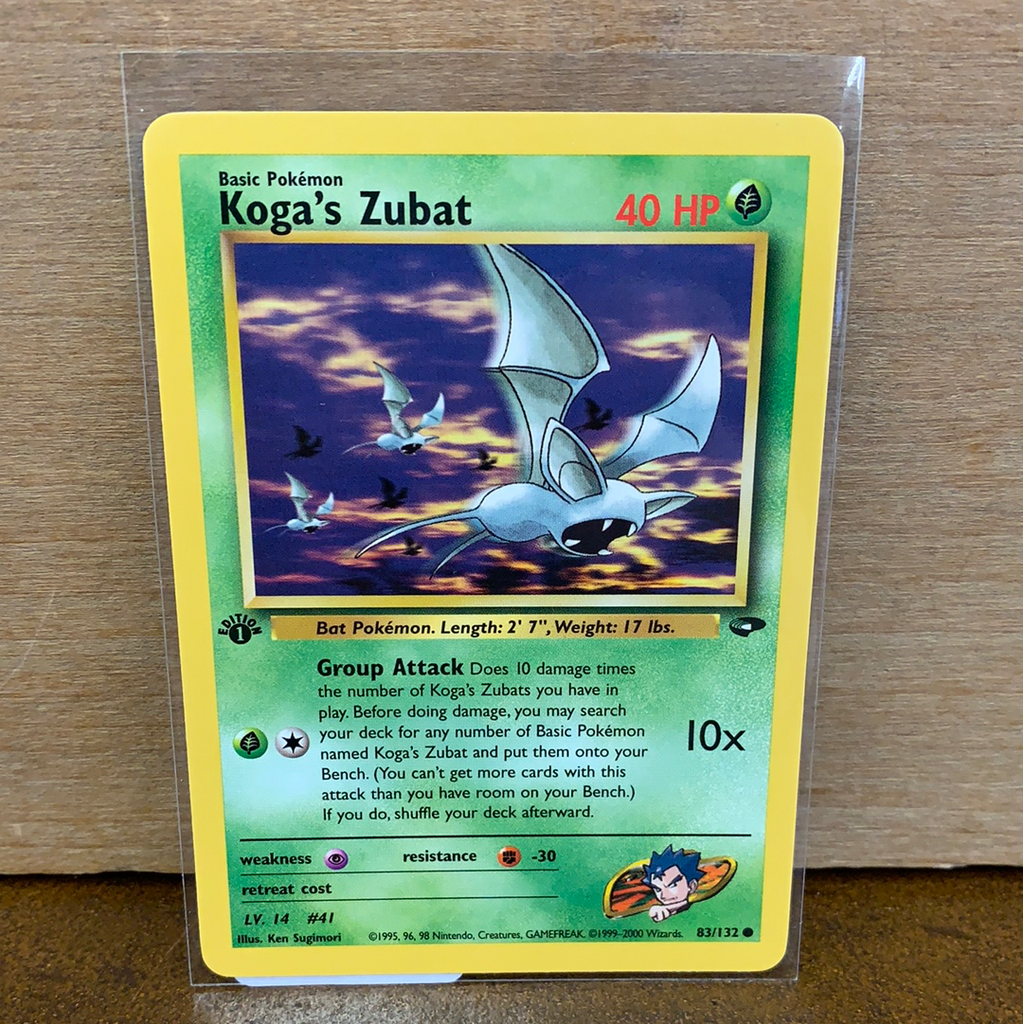 Basic Pokémon
Koga's Zubat 40 HP
EDITION 1
Bat Pokémon. Length: 2' 7", Weight: 17 lbs.
Group Attack Does 10 damage times
the number of Koga's Zubats you have in
play. Before doing damage, you may search
your deck for any number of Basic Pokémon
named Koga's Zubat and put them onto your
Bench. (You can't get more cards with this
attack than you have room on your Bench.)
If you do, shuffle your deck afterward.
10x
weakness resistance -30
retreat cost
LV. 14 #41
Illus. Ken Sugimori ©1995, 96, 98 Nintendo, Creatures, GAMEFREAK. ©1999-2000 Wizards. 83/132